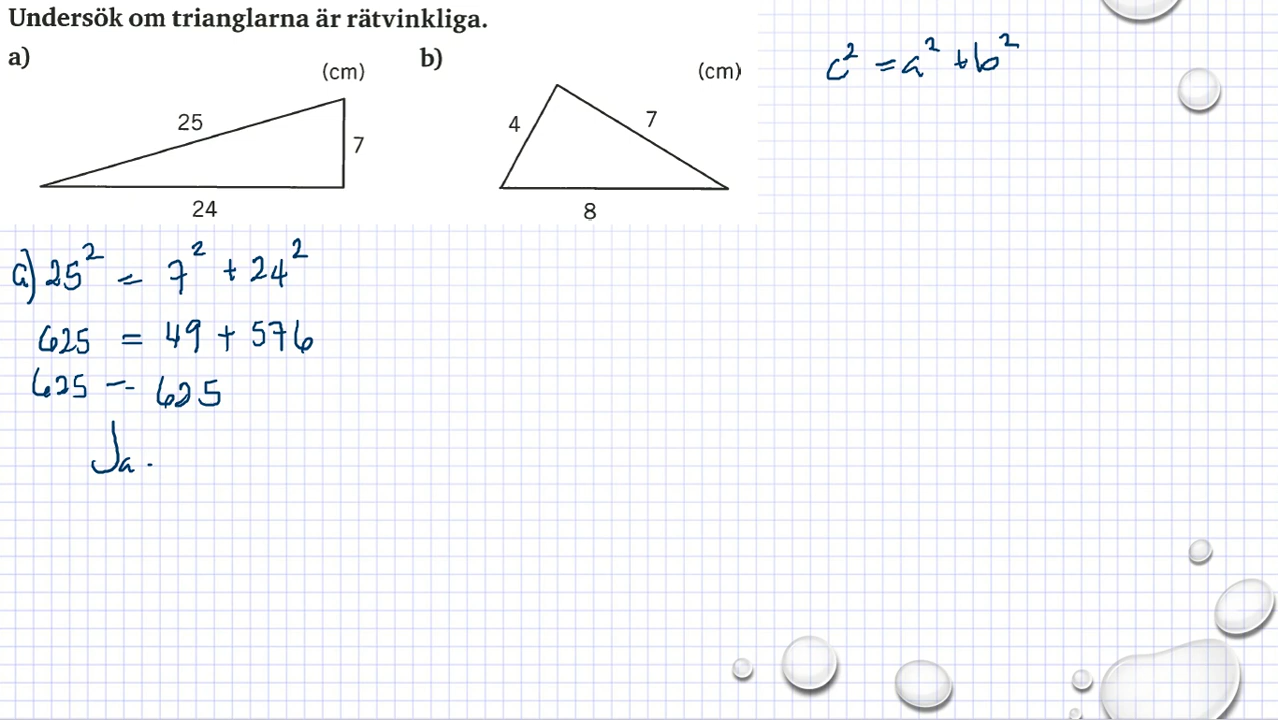 Undersök om trianglarna är rätvinkliga.
a)
(cm)
25
7
24
b)
(cm)
4
7
8
c² = a² + b²
a) 25² = 7² + 24²
625 = 49 + 576
625 = 625
Ja.